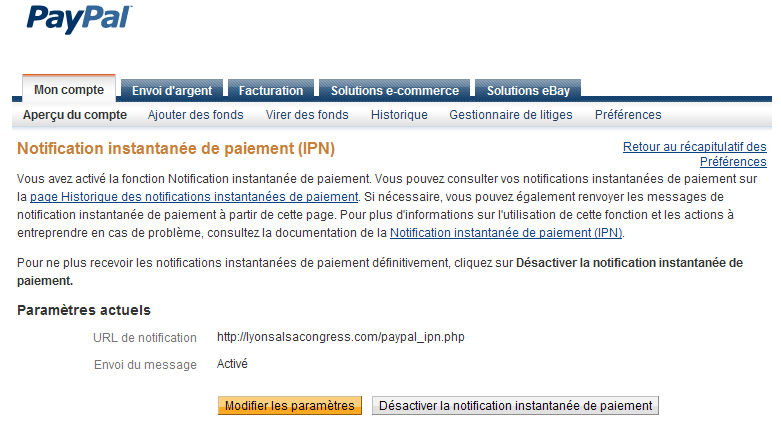 PayPal
Mon compte Envoi d'argent Facturation Solutions e-commerce Solutions eBay
Aperçu du compte Ajouter des fonds Virer des fonds Historique Gestionnaire de litiges Préférences
Notification instantanée de paiement (IPN)
Retour au récapitulatif des
Préférences
Vous avez activé la fonction Notification instantanée de paiement. Vous pouvez consulter vos notifications instantanées de paiement sur
la page Historique des notifications instantanées de paiement. Si nécessaire, vous pouvez également renvoyer les messages de
notification instantanée de paiement à partir de cette page. Pour plus d'informations sur l'utilisation de cette fonction et les actions à
entreprendre en cas de problème, consultez la documentation de la Notification instantanée de paiement (IPN).
Pour ne plus recevoir les notifications instantanées de paiement définitivement, cliquez sur Désactiver la notification instantanée de
paiement.
Paramètres actuels
URL de notification http://lyonsalsacongress.com/paypal_ipn.php
Envoi du message Activé
Modifier les paramètres Désactiver la notification instantanée de paiement